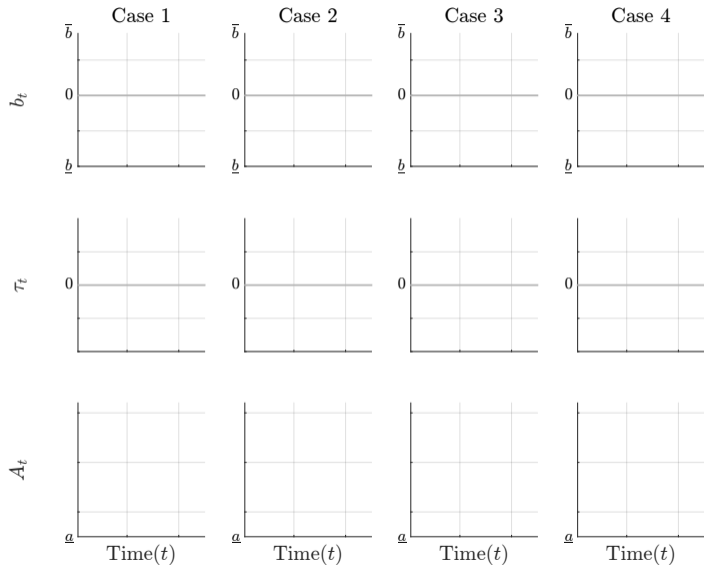 Case 1 Case 2 Case 3 Case 4
b̅ b̅ b̅ b̅
b_t 0 0 0 0
b̲ b̲ b̲ b̲
τ_t 0 0 0 0
A_t
a̲ a̲ a̲ a̲
Time(t) Time(t) Time(t) Time(t)